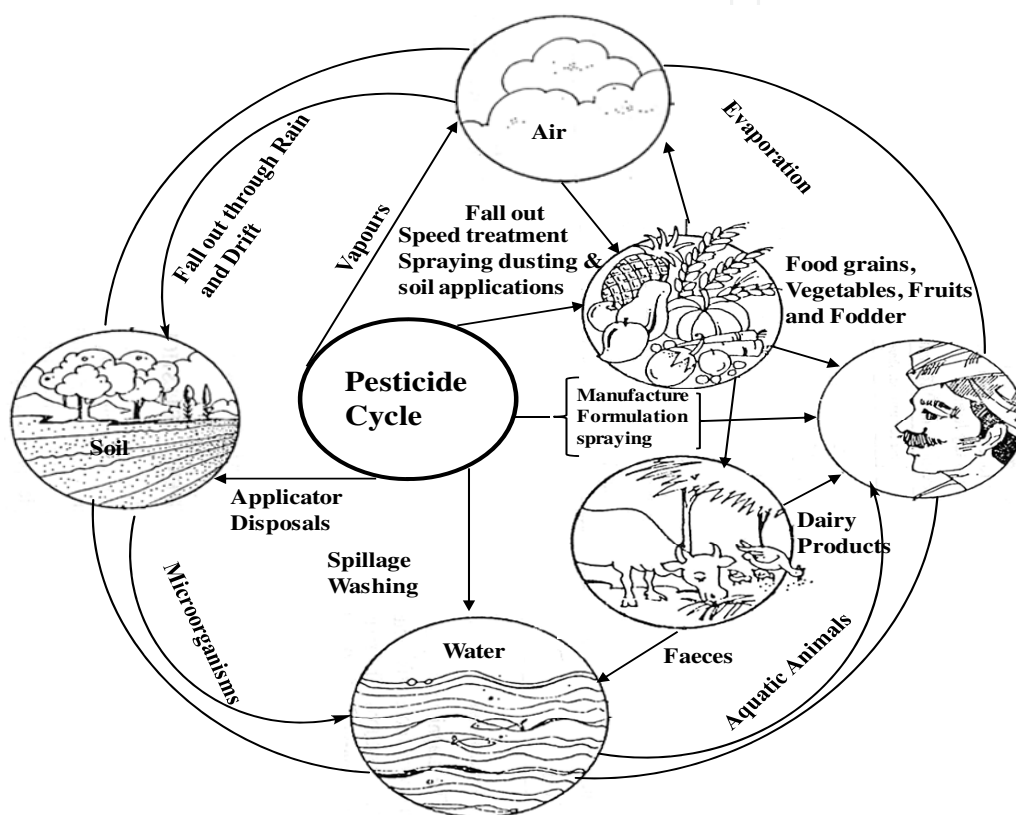 Air
Evaporation
Fall out through Rain
and Drift
Vapours
Fall out
Speed treatment
Spraying dusting &
soil applications
Food grains,
Vegetables, Fruits
and Fodder
Pesticide
Cycle
Manufacture
Formulation
spraying
Soil
Applicator
Disposals
Spillage
Washing
Dairy
Products
Microorganisms
Water
Faeces
Aquatic Animals